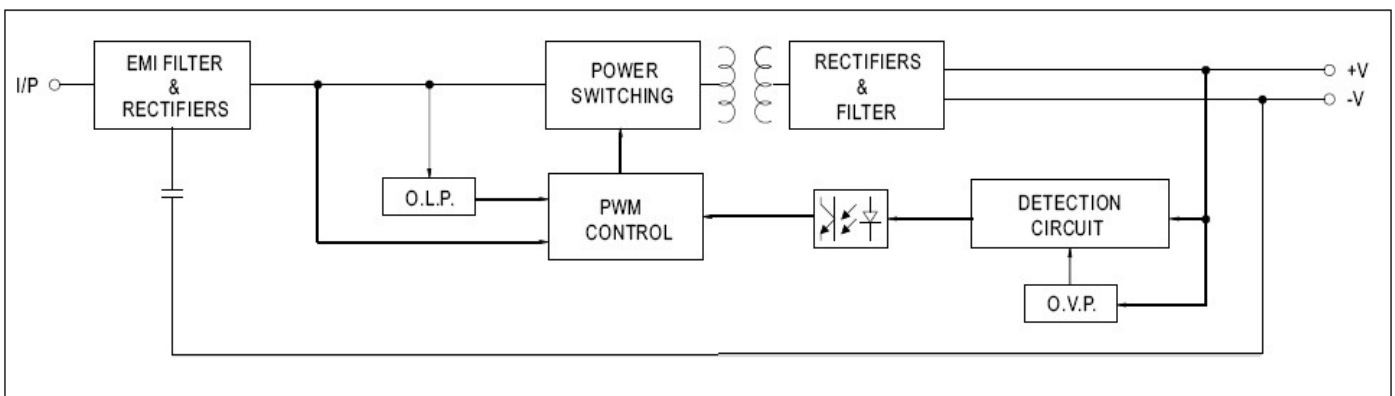 I/P
EMI FILTER
&
RECTIFIERS
POWER
SWITCHING
RECTIFIERS
&
FILTER
+V
-V
O.L.P.
PWM
CONTROL
DETECTION
CIRCUIT
O.V.P.